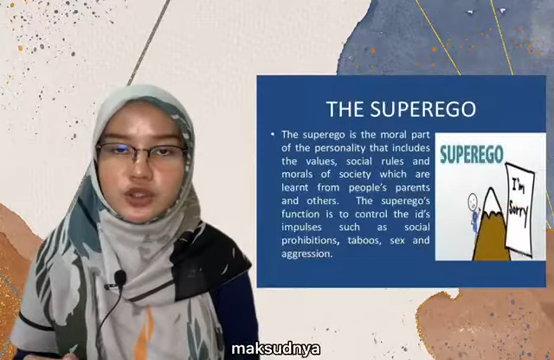 THE SUPEREGO
• The superego is the moral part
of the personality that includes
the values, social rules and
morals of society which are
learnt from people's parents
and others. The superego's
function is to control the id's
impulses such as social
prohibitions, taboos, sex and
aggression.
SUPEREGO
I'm
Sorry
maksudnya